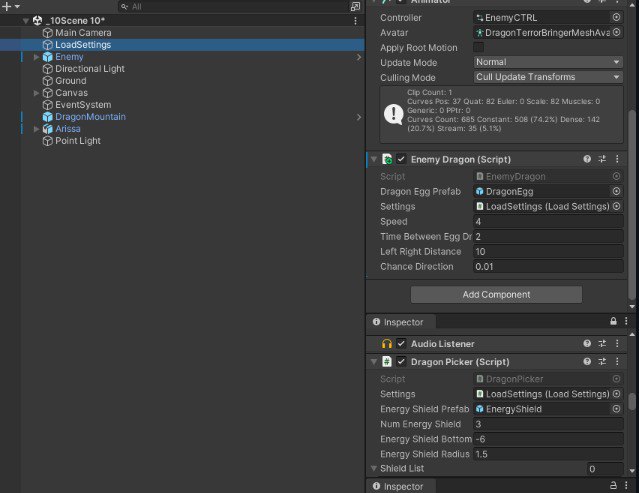 All
_10Scene 10*
Main Camera
LoadSettings
Enemy
Directional Light
Ground
Canvas
EventSystem
DragonMountain
Arissa
Point Light
Animator
Controller EnemyCTRL
Avatar DragonTerrorBringerMeshAva
Apply Root Motion
Update Mode Normal
Culling Mode Cull Update Transforms
Clip Count: 1
Curves Pos: 37 Quat: 82 Euler: 0 Scale: 82 Muscles: 0
Generic: 0 PPtr: 0
Curves Count: 685 Constant: 508 (74.2%) Dense: 142
(20.7%) Stream: 35 (5.1%)
Enemy Dragon (Script)
Script EnemyDragon
Dragon Egg Prefab DragonEgg
Settings LoadSettings (Load Settings)
Speed 4
Time Between Egg Dr 2
Left Right Distance 10
Chance Direction 0.01
Add Component
Inspector
Audio Listener
Dragon Picker (Script)
Script DragonPicker
Settings LoadSettings (Load Settings)
Energy Shield Prefab EnergyShield
Num Energy Shield 3
Energy Shield Bottom -6
Energy Shield Radius 1.5
Shield List 0
Inspector